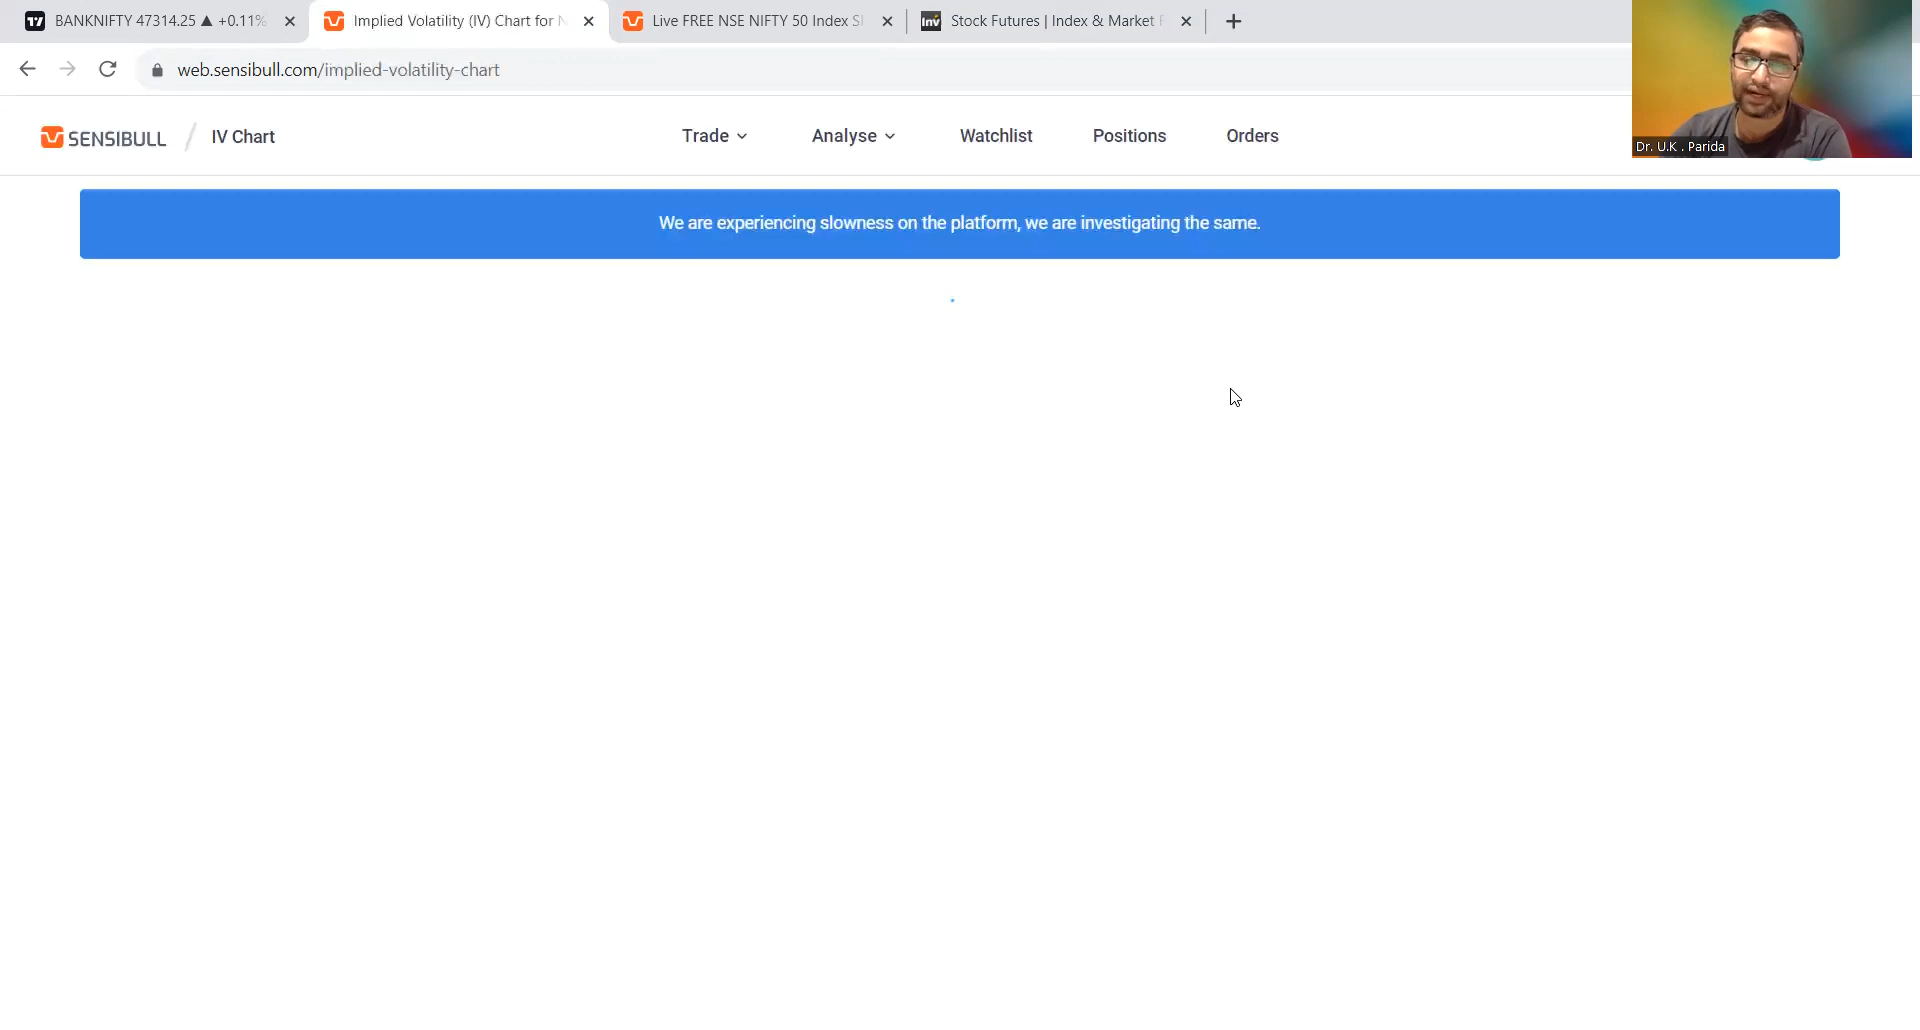 BANKNIFTY 47314.25 ▲ +0.11%
Implied Volatility (IV) Chart for
Live FREE NSE NIFTY 50 Index
Inv Stock Futures | Index & Market
web.sensibull.com/implied-volatility-chart
SENSIBULL / IV Chart
Trade
Analyse
Watchlist
Positions
Orders
Dr. U.K . Parida
We are experiencing slowness on the platform, we are investigating the same.